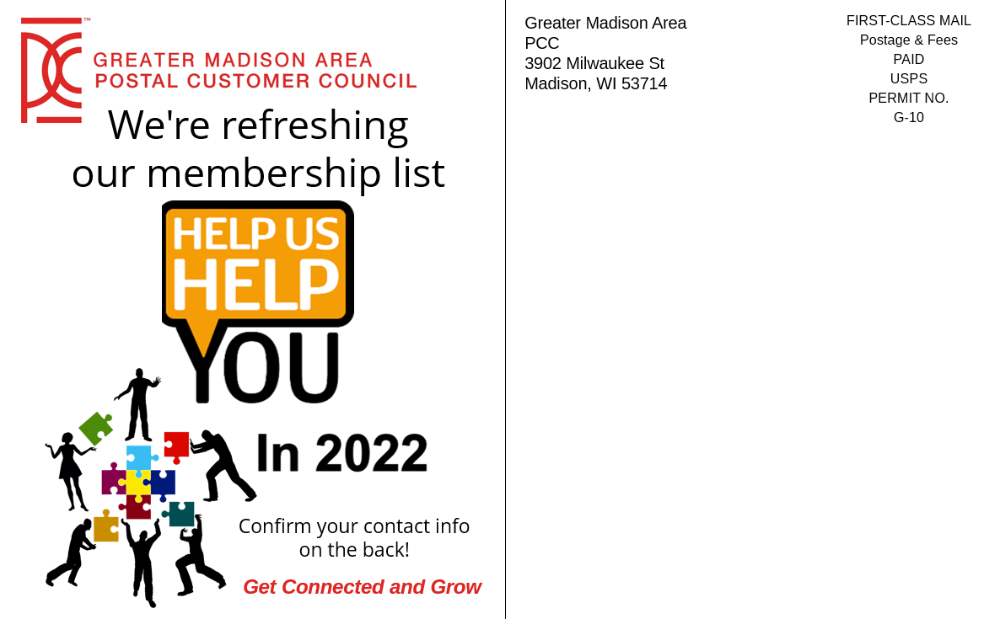 ™
GREATER MADISON AREA
POSTAL CUSTOMER COUNCIL
We're refreshing
our membership list
HELP US
HELP
YOU
In 2022
Confirm your contact info
on the back!
Get Connected and Grow
Greater Madison Area
PCC
3902 Milwaukee St
Madison, WI 53714
FIRST-CLASS MAIL
Postage & Fees
PAID
USPS
PERMIT NO.
G-10